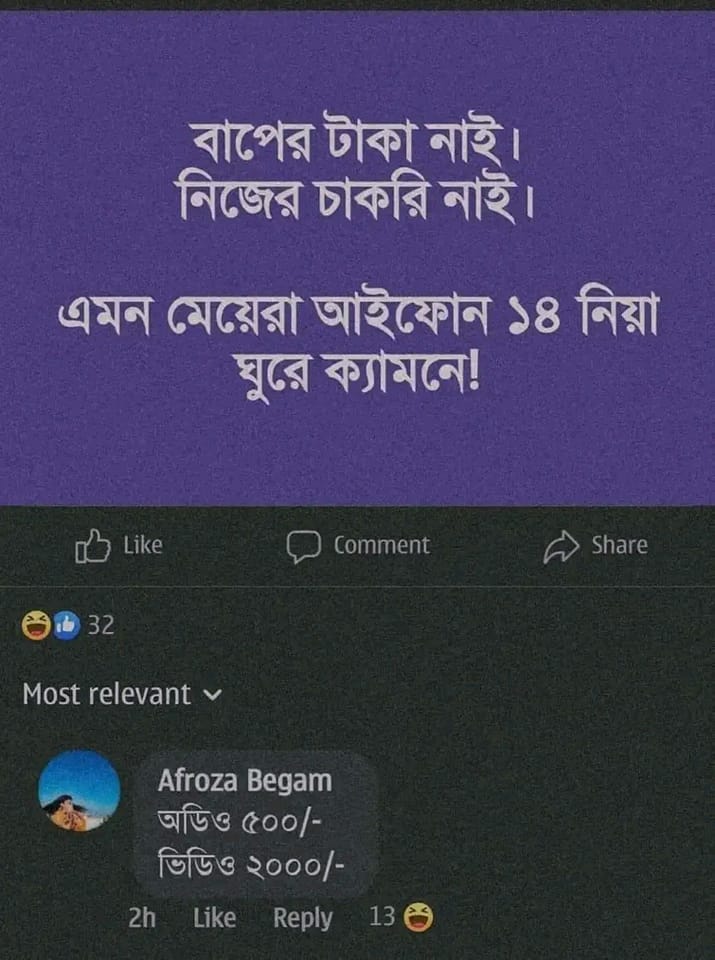 বাপের টাকা নাই।
নিজের চাকরি নাই।
এমন মেয়েরা আইফোন ১৪ নিয়া
ঘুরে ক্যামনে!
Like Comment Share
32
Most relevant
Afroza Begam
অডিও ৫০০/-
ভিডিও ২০০০/-
2h Like Reply 13